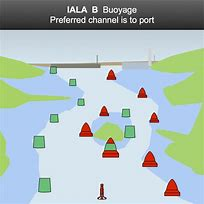 IALA B Buoyage
Preferred channel is to port